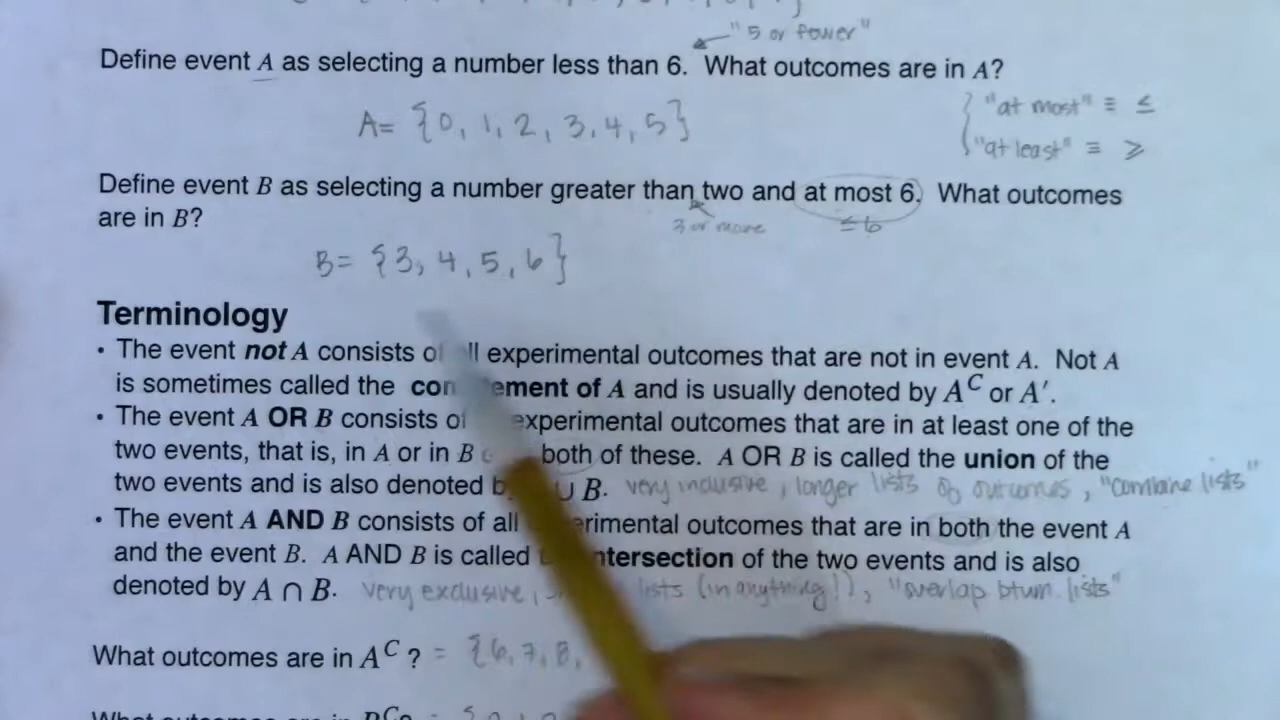 "5 or fewer"
Define event A as selecting a number less than 6. What outcomes are in A?
A= {0, 1, 2, 3, 4, 5}
"at most" ≡ ≤
"at least" ≡ ≥
Define event B as selecting a number greater than two and at most 6. What outcomes
are in B?
3 or more
≤6
B= {3, 4, 5, 6}
Terminology
• The event not A consists of all experimental outcomes that are not in event A. Not A
is sometimes called the complement of A and is usually denoted by Aᶜ or A′.
• The event A OR B consists of experimental outcomes that are in at least one of the
two events, that is, in A or in B both of these. A OR B is called the union of the
two events and is also denoted ∪ B. very inclusive, longer lists of outcomes, "combine lists"
• The event A AND B consists of all experimental outcomes that are in both the event A
and the event B. A AND B is called intersection of the two events and is also
denoted by A ∩ B. very exclusive, lists (in anything!), "overlap btwn. lists"
What outcomes are in Aᶜ? = {6, 7, 8,